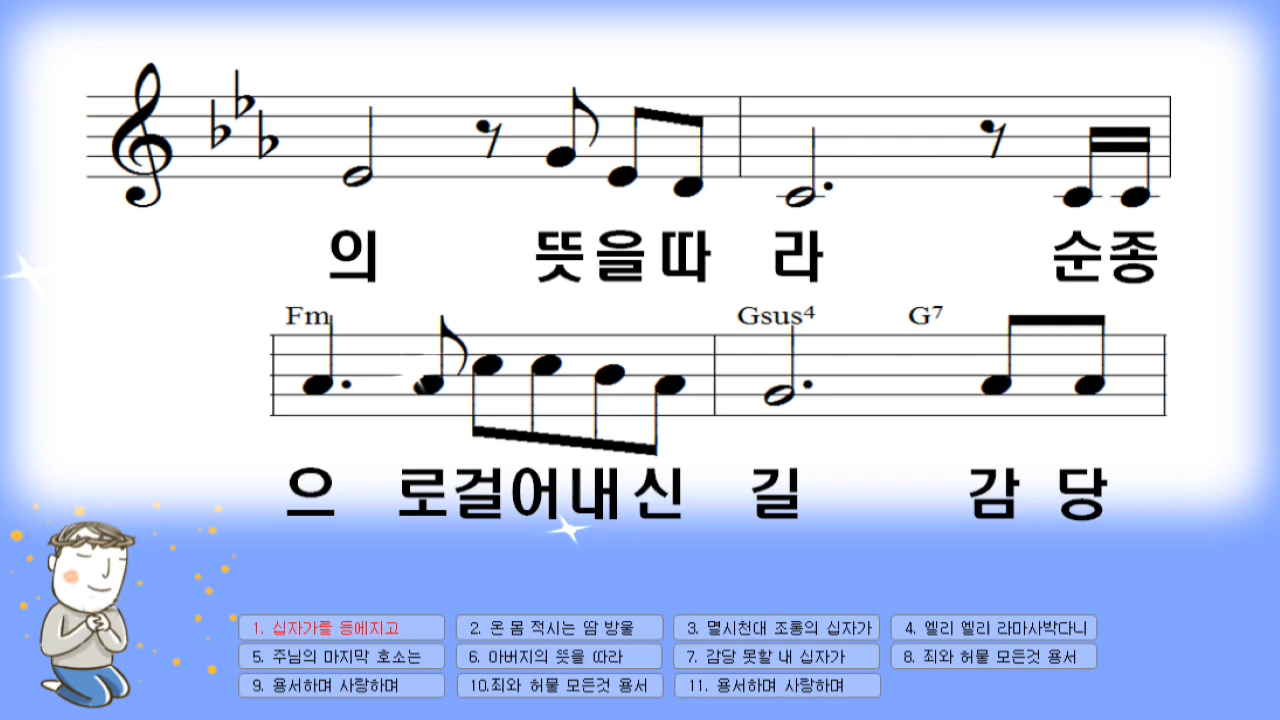 의 뜻을따 라 순종
Fm Gsus4 G7
으 로걸어내신 길 감 당
1. 십자가를 등에지고 2. 온 몸 적시는 땀 방울 3. 멸시천대 조롱의 십자가 4. 엘리 엘리 라마사박다니
5. 주님의 마지막 호소는 6. 아버지의 뜻을 따라 7. 감당 못할 내 십자가 8. 죄와 허물 모든것 용서
9. 용서하며 사랑하며 10.죄와 허물 모든것 용서 11. 용서하며 사랑하며